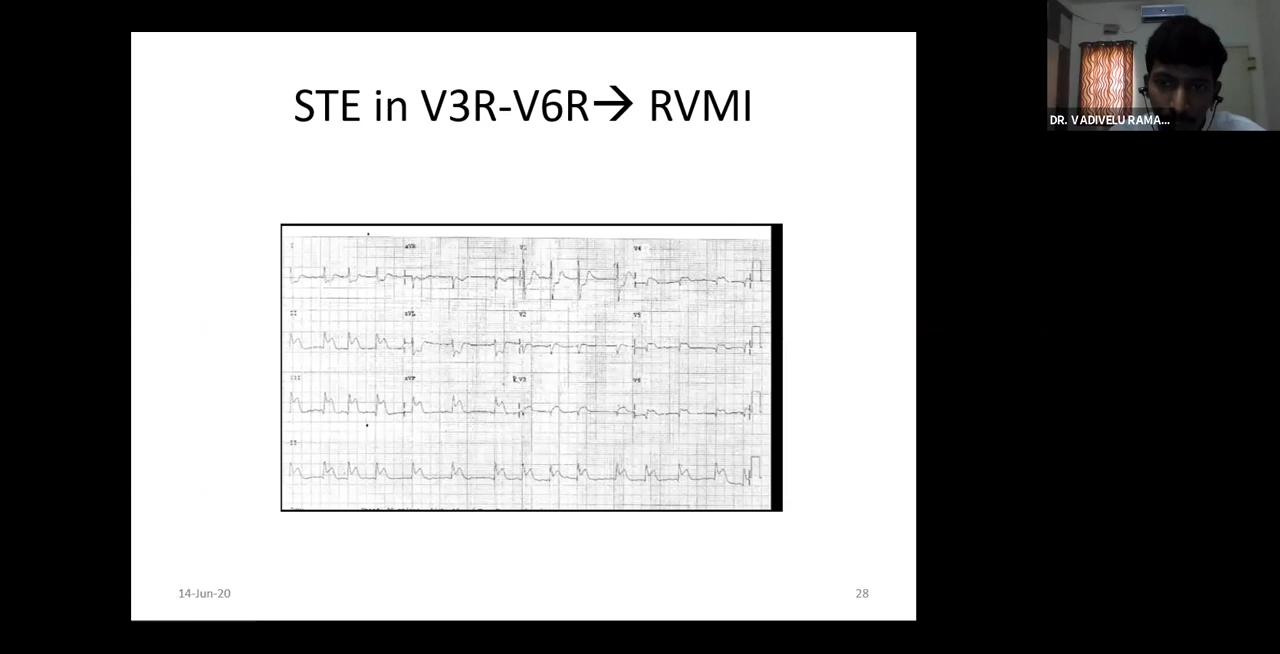 STE in V3R-V6R→ RVMI
DR. VADIVELU RAMA...
I aVR V1 V4
II aVL V2 V5
III aVF R V3 V6
II
14-Jun-20
28